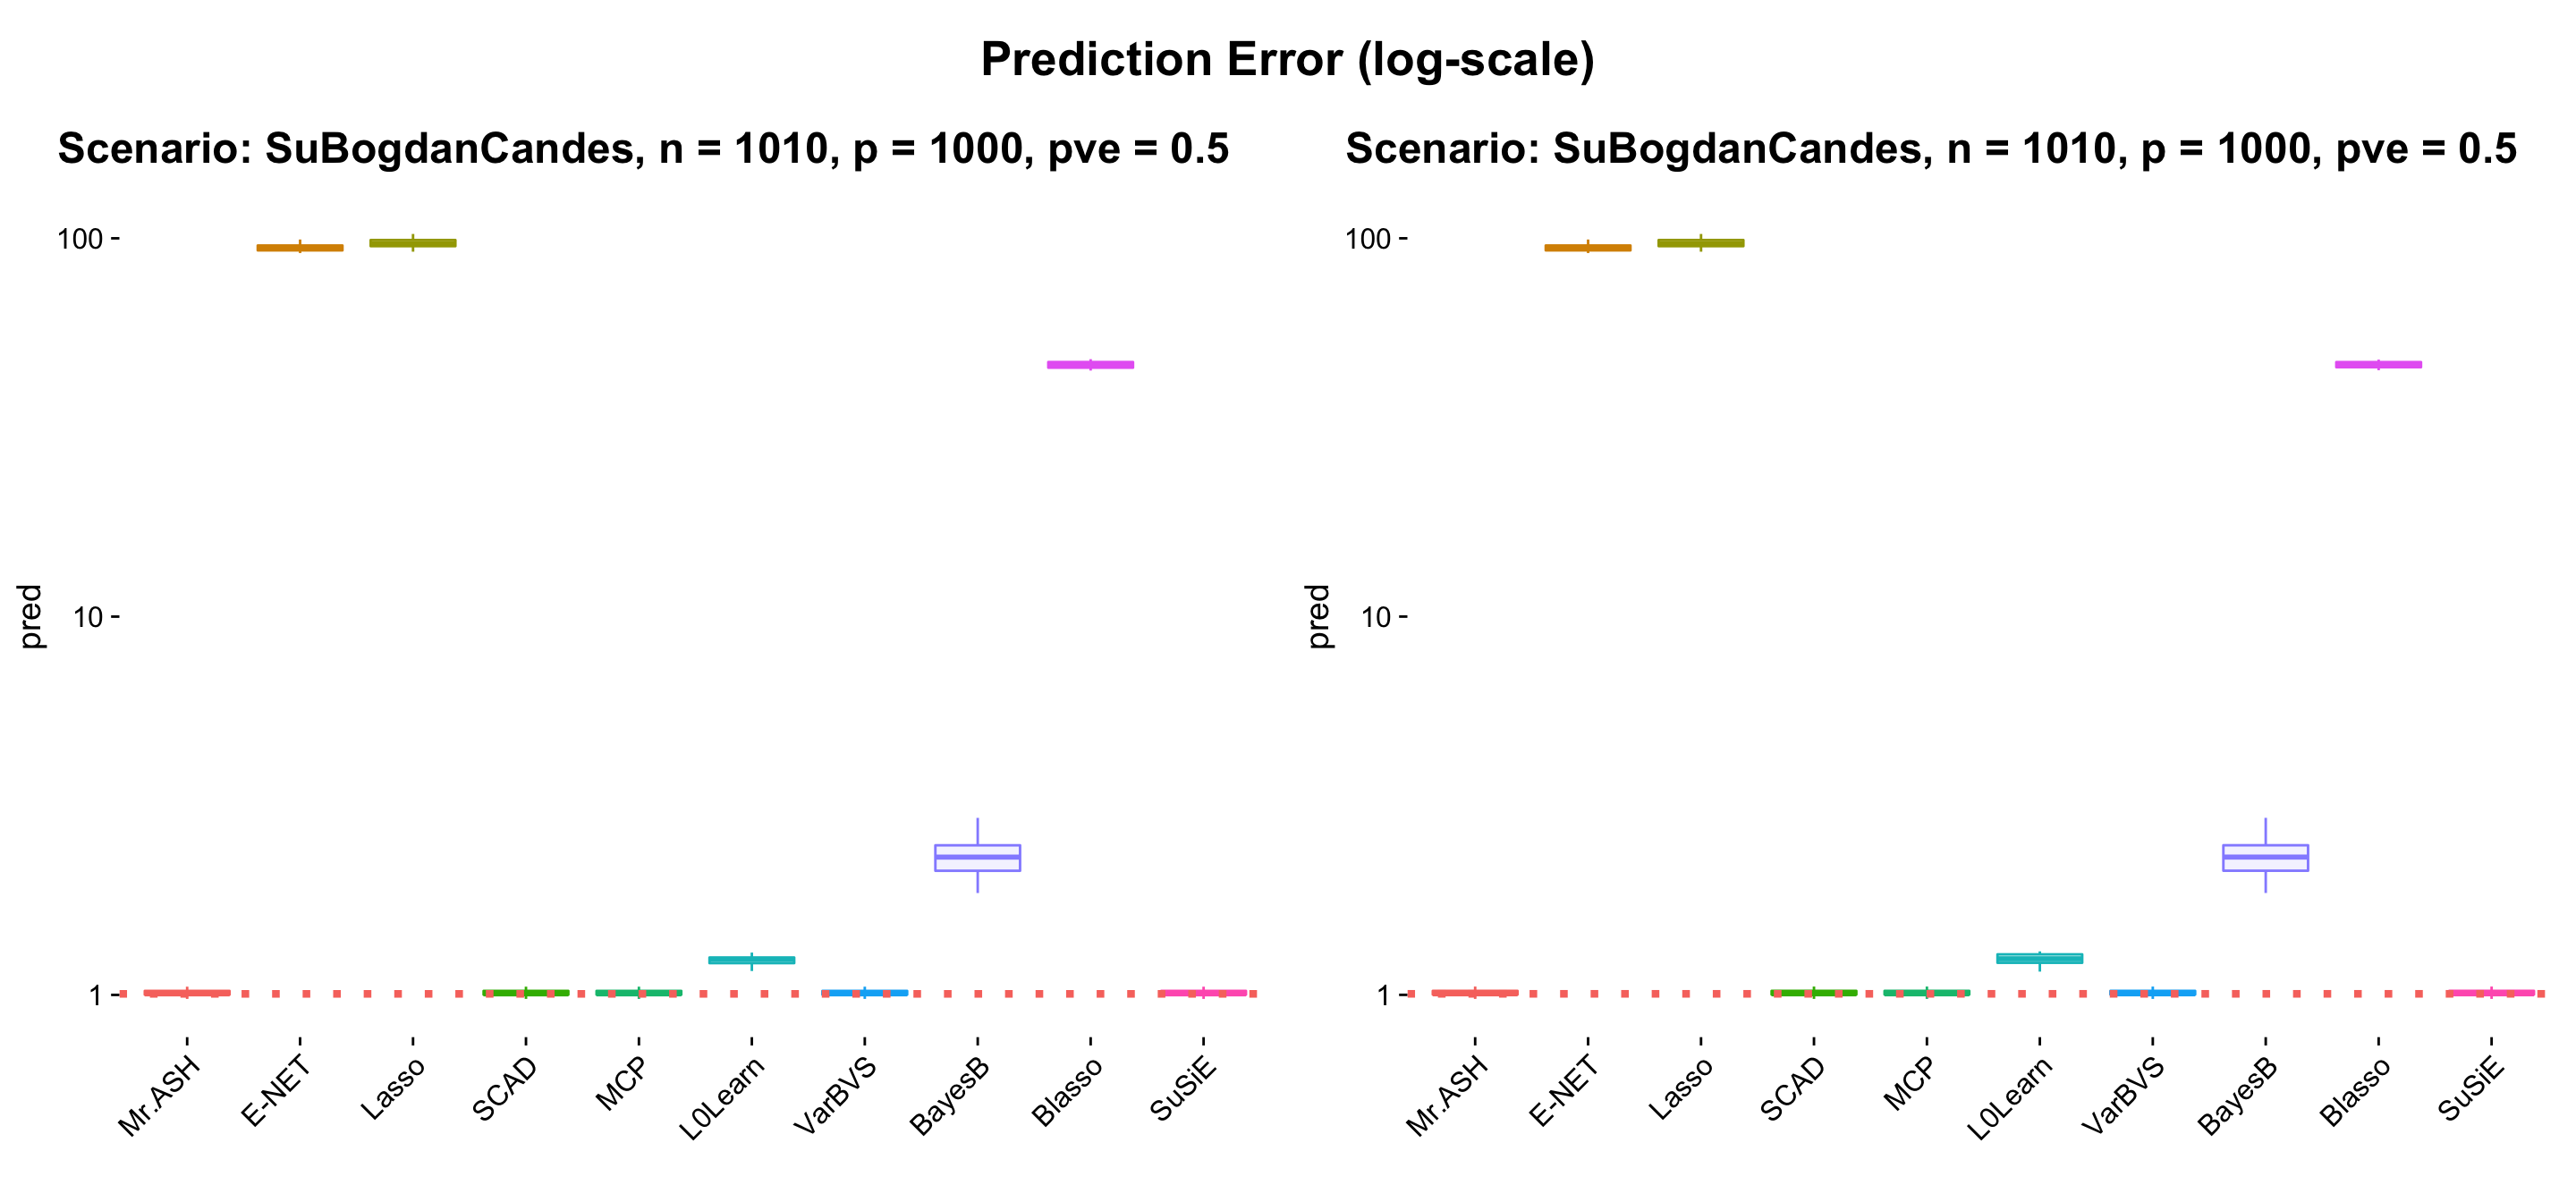 Prediction Error (log-scale)
Scenario: SuBogdanCandes, n = 1010, p = 1000, pve = 0.5
100
10
1
pred
Mr.ASH
E-NET
Lasso
SCAD
MCP
L0Learn
VarBVS
BayesB
Blasso
SuSiE
Scenario: SuBogdanCandes, n = 1010, p = 1000, pve = 0.5
100
10
1
pred
Mr.ASH
E-NET
Lasso
SCAD
MCP
L0Learn
VarBVS
BayesB
Blasso
SuSiE